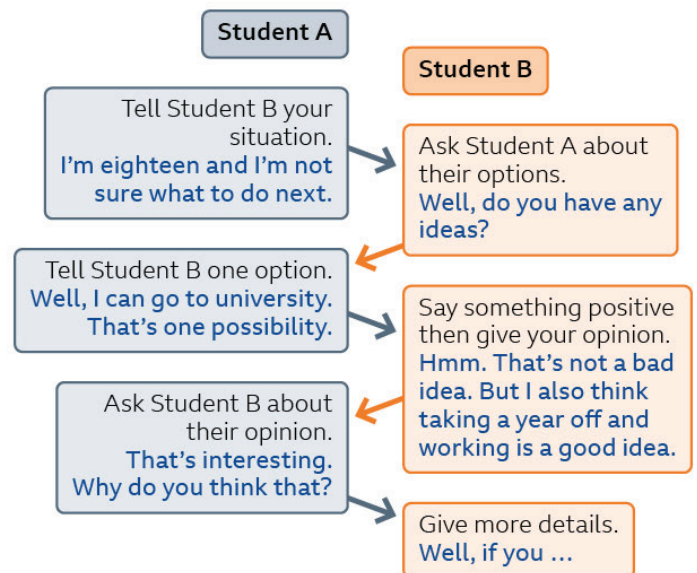 Student A
Student B
Tell Student B your
situation.
I'm eighteen and I'm not
sure what to do next.
Ask Student A about
their options.
Well, do you have any
ideas?
Tell Student B one option.
Well, I can go to university.
That's one possibility.
Say something positive
then give your opinion.
Hmm. That's not a bad
idea. But I also think
taking a year off and
working is a good idea.
Ask Student B about
their opinion.
That's interesting.
Why do you think that?
Give more details.
Well, if you ...